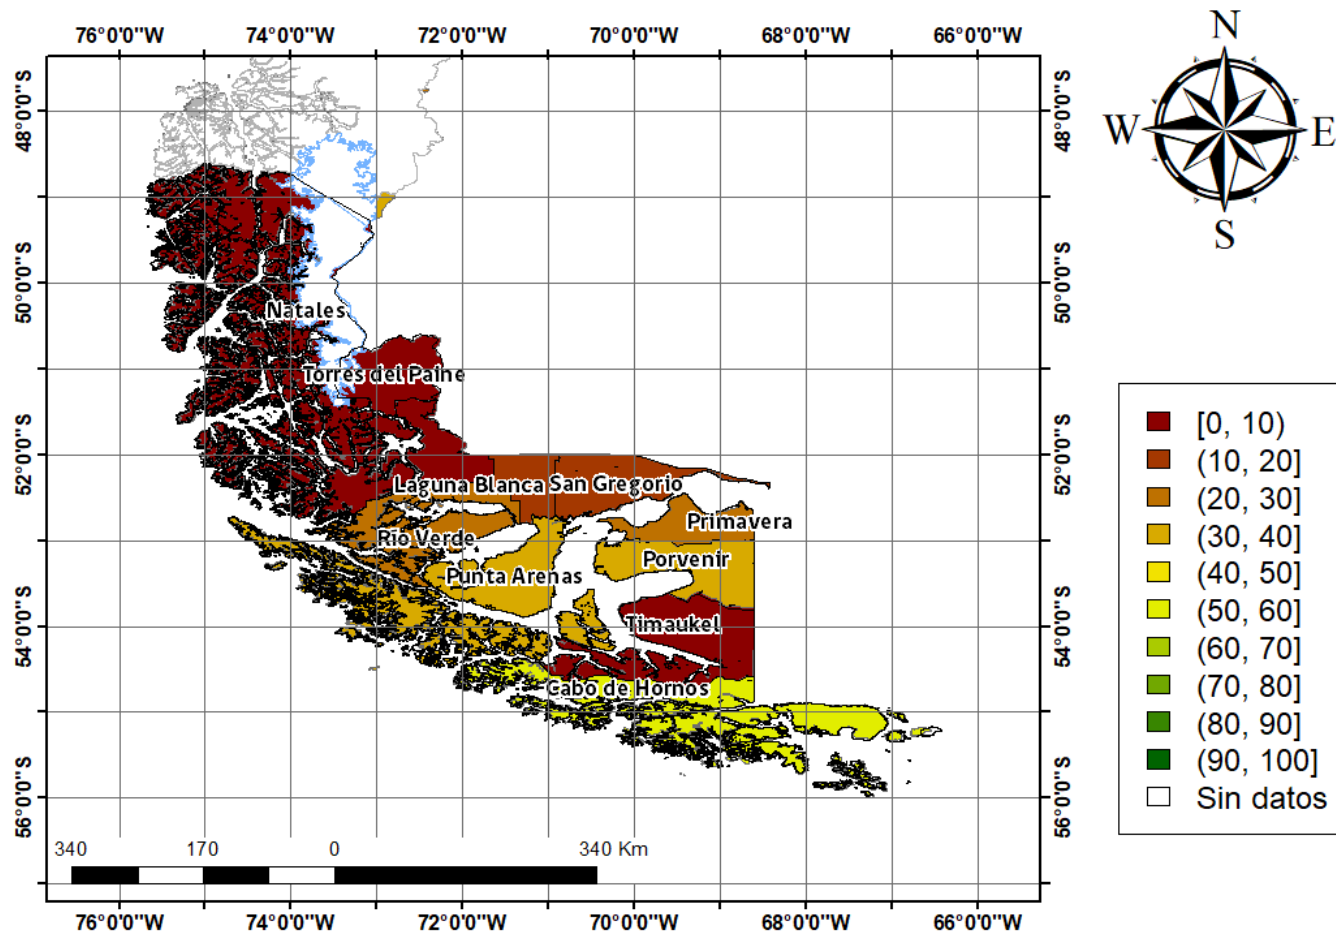 76°0'0"W 74°0'0"W 72°0'0"W 70°0'0"W 68°0'0"W 66°0'0"W
N
W E
S
48°0'0"S 48°0'0"S
50°0'0"S 50°0'0"S
52°0'0"S 52°0'0"S
54°0'0"S 54°0'0"S
56°0'0"S 56°0'0"S
Natales
Torres del Paine
Laguna Blanca San Gregorio
Primavera
Río Verde
Porvenir
Punta Arenas
Timaukel
Cabo de Hornos
[0, 10)
(10, 20]
(20, 30]
(30, 40]
(40, 50]
(50, 60]
(60, 70]
(70, 80]
(80, 90]
(90, 100]
Sin datos
340 170 0 340 Km
76°0'0"W 74°0'0"W 72°0'0"W 70°0'0"W 68°0'0"W 66°0'0"W